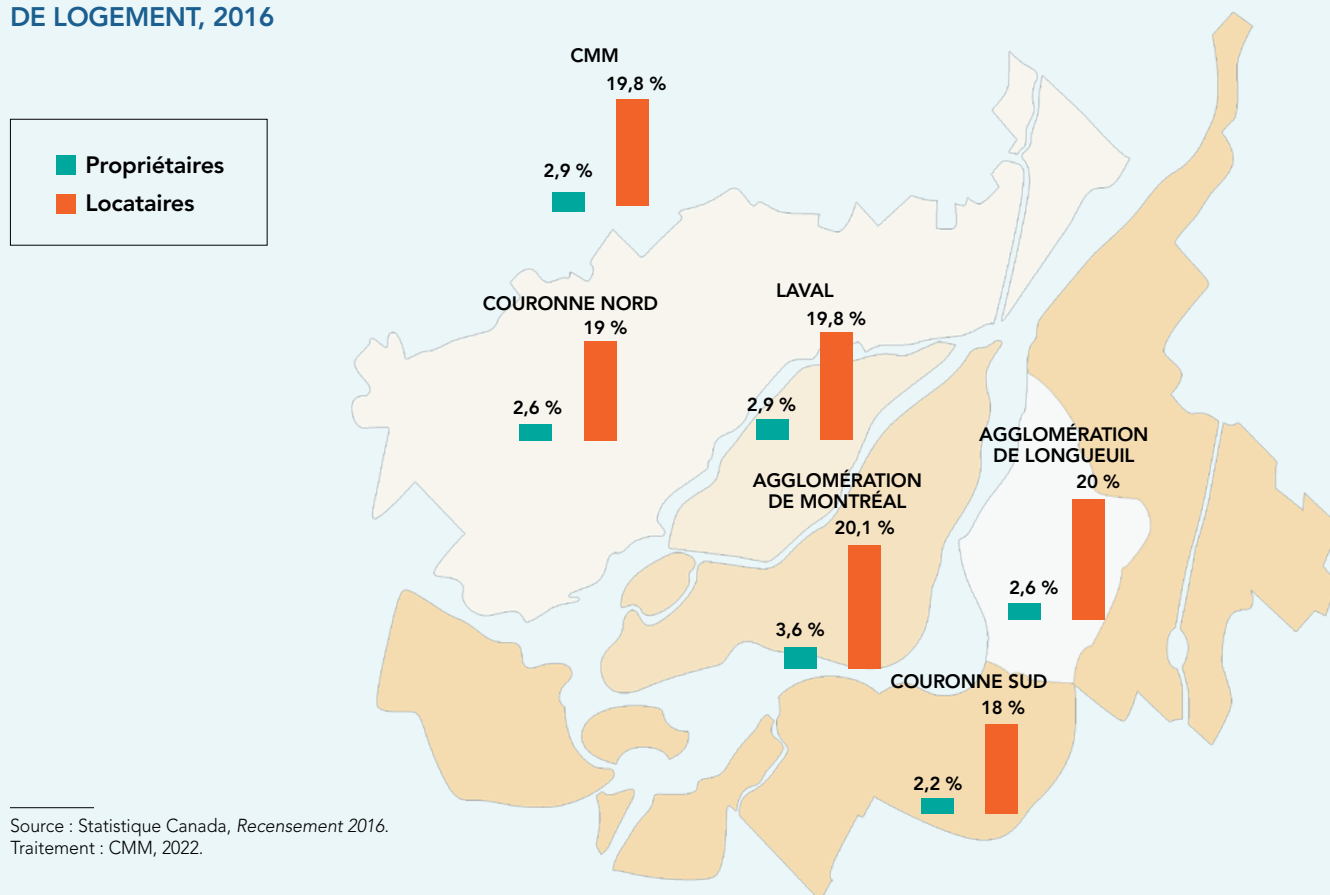 DE LOGEMENT, 2016
Propriétaires
Locataires
CMM
19,8 %
2,9 %
COURONNE NORD
19 %
2,6 %
LAVAL
19,8 %
2,9 %
AGGLOMÉRATION
DE MONTRÉAL
20,1 %
3,6 %
AGGLOMÉRATION
DE LONGUEUIL
20 %
2,6 %
COURONNE SUD
18 %
2,2 %
Source : Statistique Canada, Recensement 2016.
Traitement : CMM, 2022.